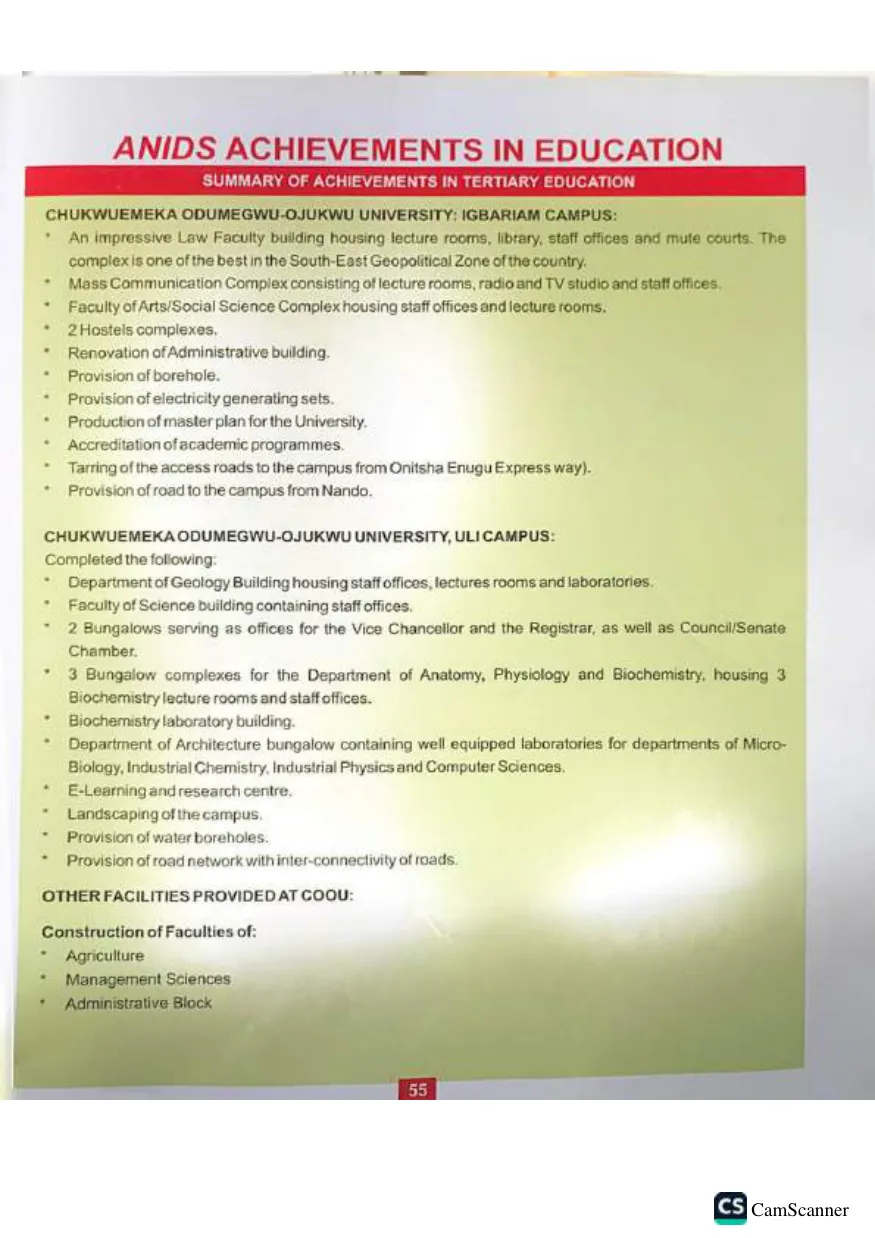 ANIDS ACHIEVEMENTS IN EDUCATION
SUMMARY OF ACHIEVEMENTS IN TERTIARY EDUCATION
CHUKWUEMEKA ODUMEGWU-OJUKWU UNIVERSITY: IGBARIAM CAMPUS:
* An impressive Law Faculty building housing lecture rooms, library, staff offices and mute courts. The
complex is one of the best in the South-East Geopolitical Zone of the country.
* Mass Communication Complex consisting of lecture rooms, radio and TV studio and staff offices.
* Faculty of Arts/Social Science Complex housing staff offices and lecture rooms.
* 2 Hostels complexes.
* Renovation of Administrative building.
* Provision of borehole.
* Provision of electricity generating sets.
* Production of master plan for the University.
* Accreditation of academic programmes.
* Tarring of the access roads to the campus from Onitsha Enugu Express way).
* Provision of road to the campus from Nando.
CHUKWUEMEKA ODUMEGWU-OJUKWU UNIVERSITY, ULI CAMPUS:
Completed the following:
* Department of Geology Building housing staff offices, lectures rooms and laboratories.
* Faculty of Science building containing staff offices.
* 2 Bungalows serving as offices for the Vice Chancellor and the Registrar, as well as Council/Senate
Chamber.
* 3 Bungalow complexes for the Department of Anatomy, Physiology and Biochemistry, housing 3
Biochemistry lecture rooms and staff offices.
* Biochemistry laboratory building.
* Department of Architecture bungalow containing well equipped laboratories for departments of Micro-
Biology, Industrial Chemistry, Industrial Physics and Computer Sciences.
* E-Learning and research centre.
* Landscaping of the campus.
* Provision of water boreholes.
* Provision of road network with inter-connectivity of roads.
OTHER FACILITIES PROVIDED AT COOU:
Construction of Faculties of:
* Agriculture
* Management Sciences
* Administrative Block
55
CS CamScanner